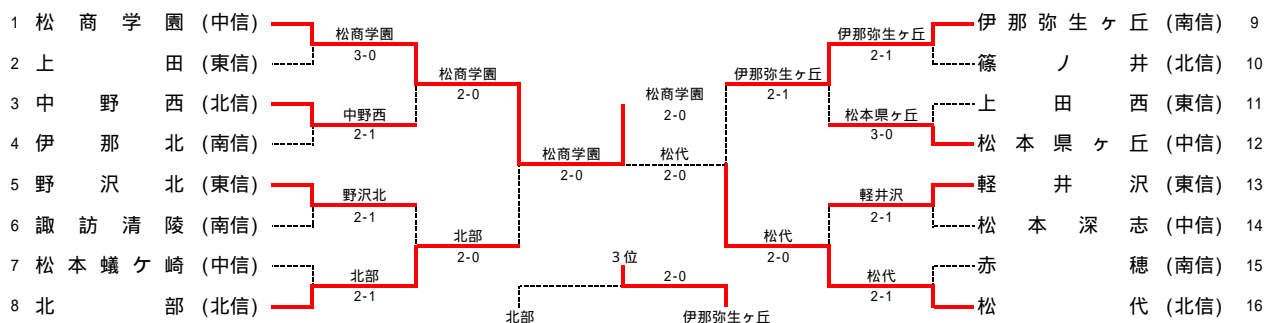 1 松商学園 (中信)
2 上田 (東信)
3 中野西 (北信)
4 伊那北 (南信)
5 野沢北 (東信)
6 諏訪清陵 (南信)
7 松本蟻ケ崎 (中信)
8 北部 (北信)
松商学園
3-0
中野西
2-1
野沢北
2-1
北部
2-1
松商学園
2-0
北部
2-0
松商学園
2-0
松商学園
2-0
松代
2-0
3位
2-0
北部
伊那弥生ヶ丘
伊那弥生ヶ丘
2-1
松代
2-0
伊那弥生ヶ丘
2-1
松本県ヶ丘
3-0
軽井沢
2-1
松代
2-1
伊那弥生ヶ丘 (南信) 9
篠ノ井 (北信) 10
上田西 (東信) 11
松本県ヶ丘 (中信) 12
軽井沢 (東信) 13
松本深志 (中信) 14
赤穂 (南信) 15
松代 (北信) 16